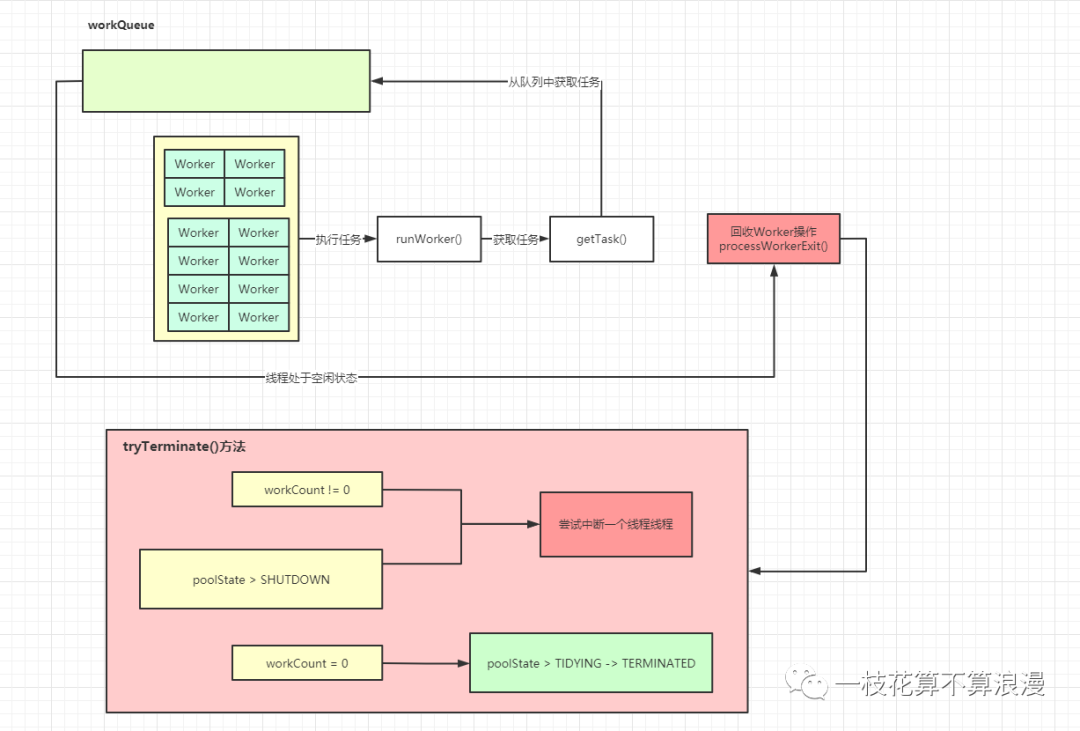 workQueue
从队列中获取任务
Worker Worker
Worker Worker
Worker Worker
Worker Worker
Worker Worker
Worker Worker
执行任务
runWorker()
获取任务
getTask()
回收Worker操作
processWorkerExit()
线程处于空闲状态
tryTerminate()方法
workCount != 0
尝试中断一个线程线程
poolState > SHUTDOWN
workCount = 0
poolState > TIDYING -> TERMINATED
一枝花算不算浪漫